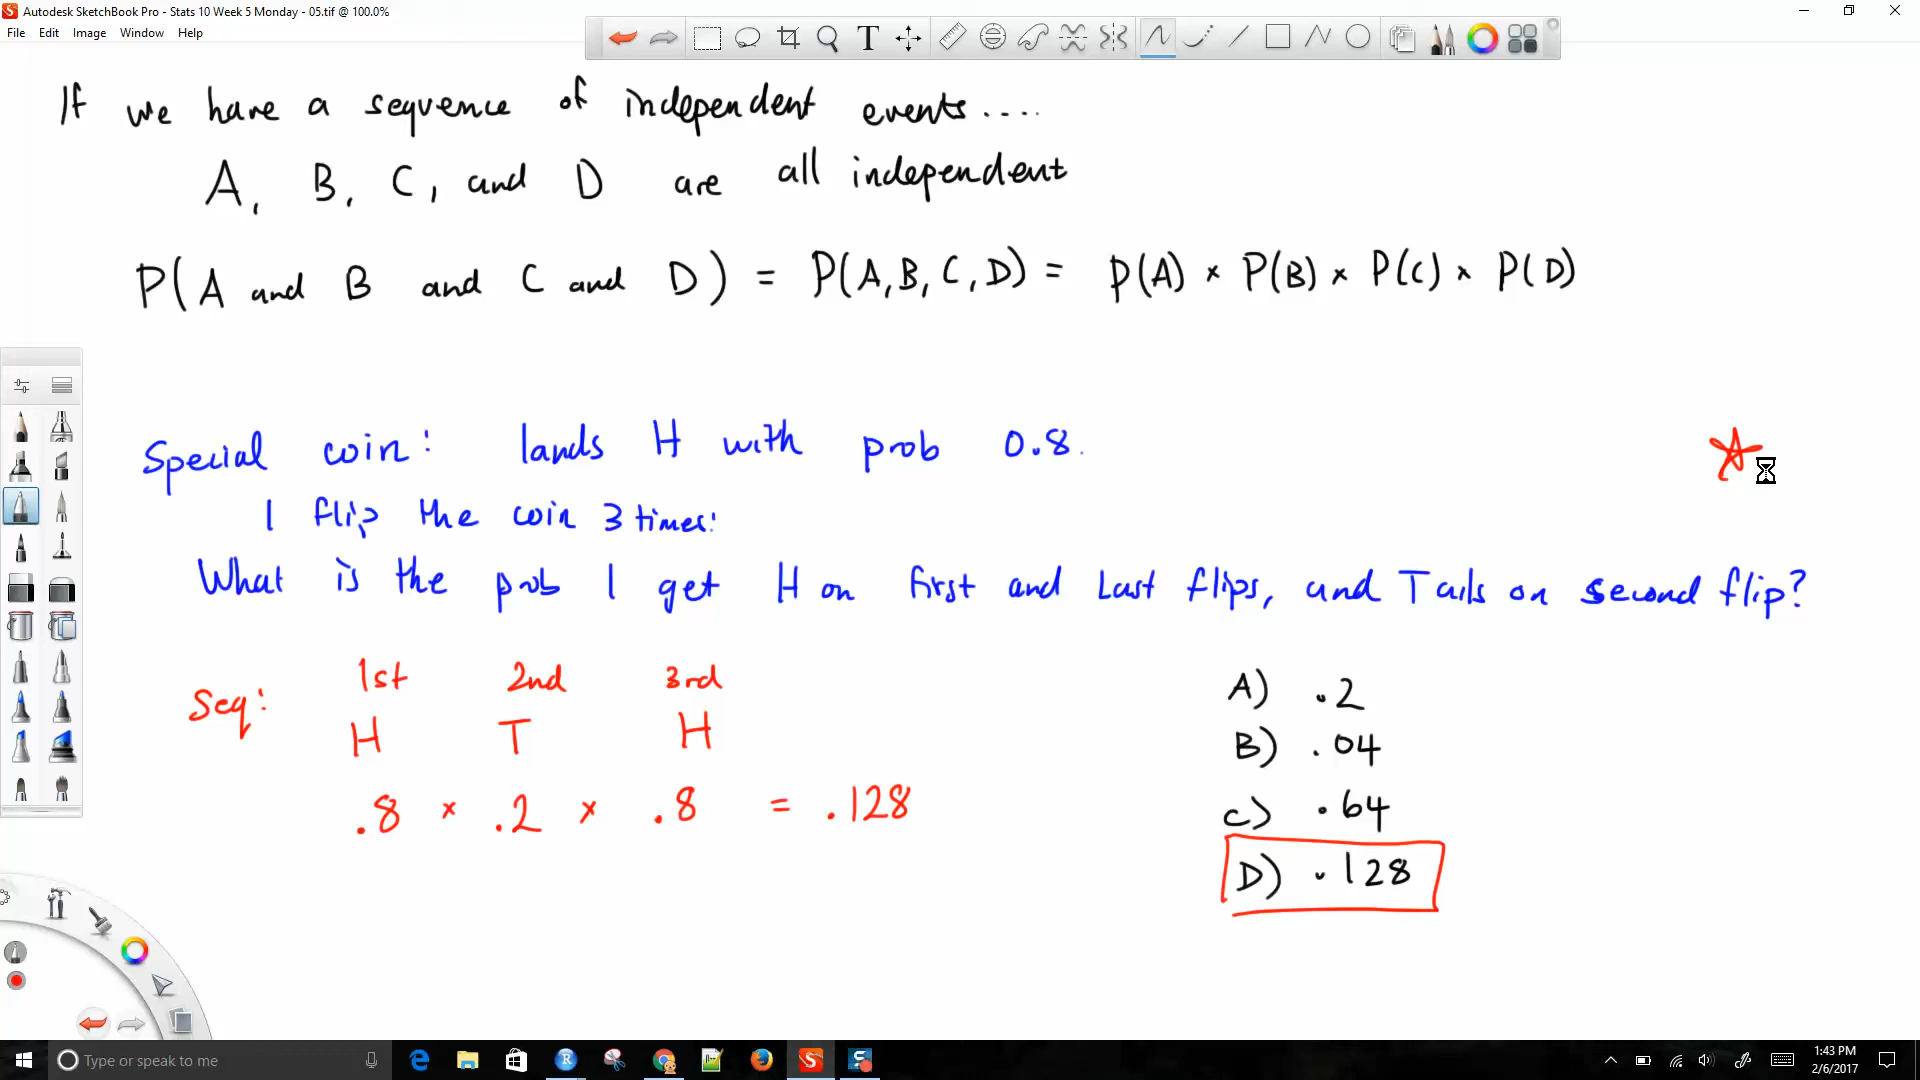 Autodesk SketchBook Pro - Stats 10 Week 5 Monday - 05.tif @ 100.0%
File Edit Image Window Help
If we have a sequence of independent events....
A, B, C, and D are all independent
P(A and B and C and D) = P(A,B,C,D) = P(A) × P(B) × P(C) × P(D)
Special coin: lands H with prob 0.8.
I flip the coin 3 times:
What is the prob I get H on first and Last flips, and Tails on second flip?
Seq: 1st 2nd 3rd
H T H
.8 × .2 × .8 = .128
A) .2
B) .04
C) .64
D) .128
Type or speak to me
1:43 PM
2/6/2017